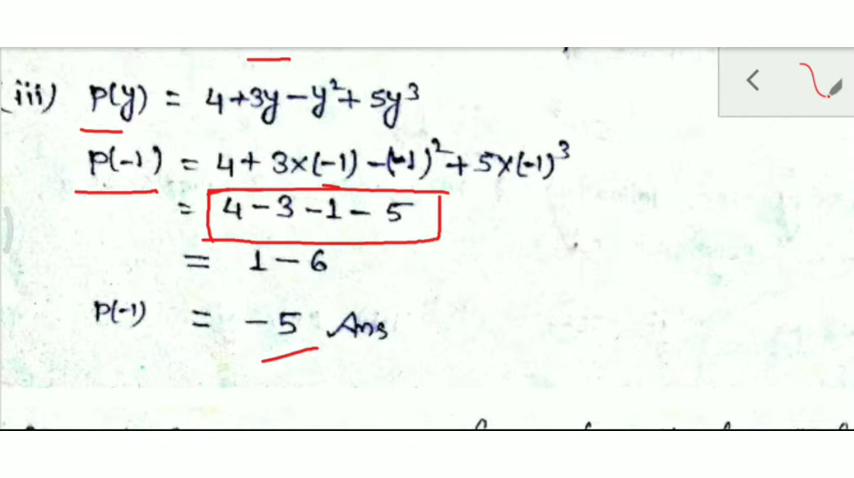 (iii) P(y) = 4+3y-y²+5y³
P(-1) = 4+3×(-1)-(-1)²+5×(-1)³
= 4-3-1-5
= 1-6
P(-1) = -5 Ans